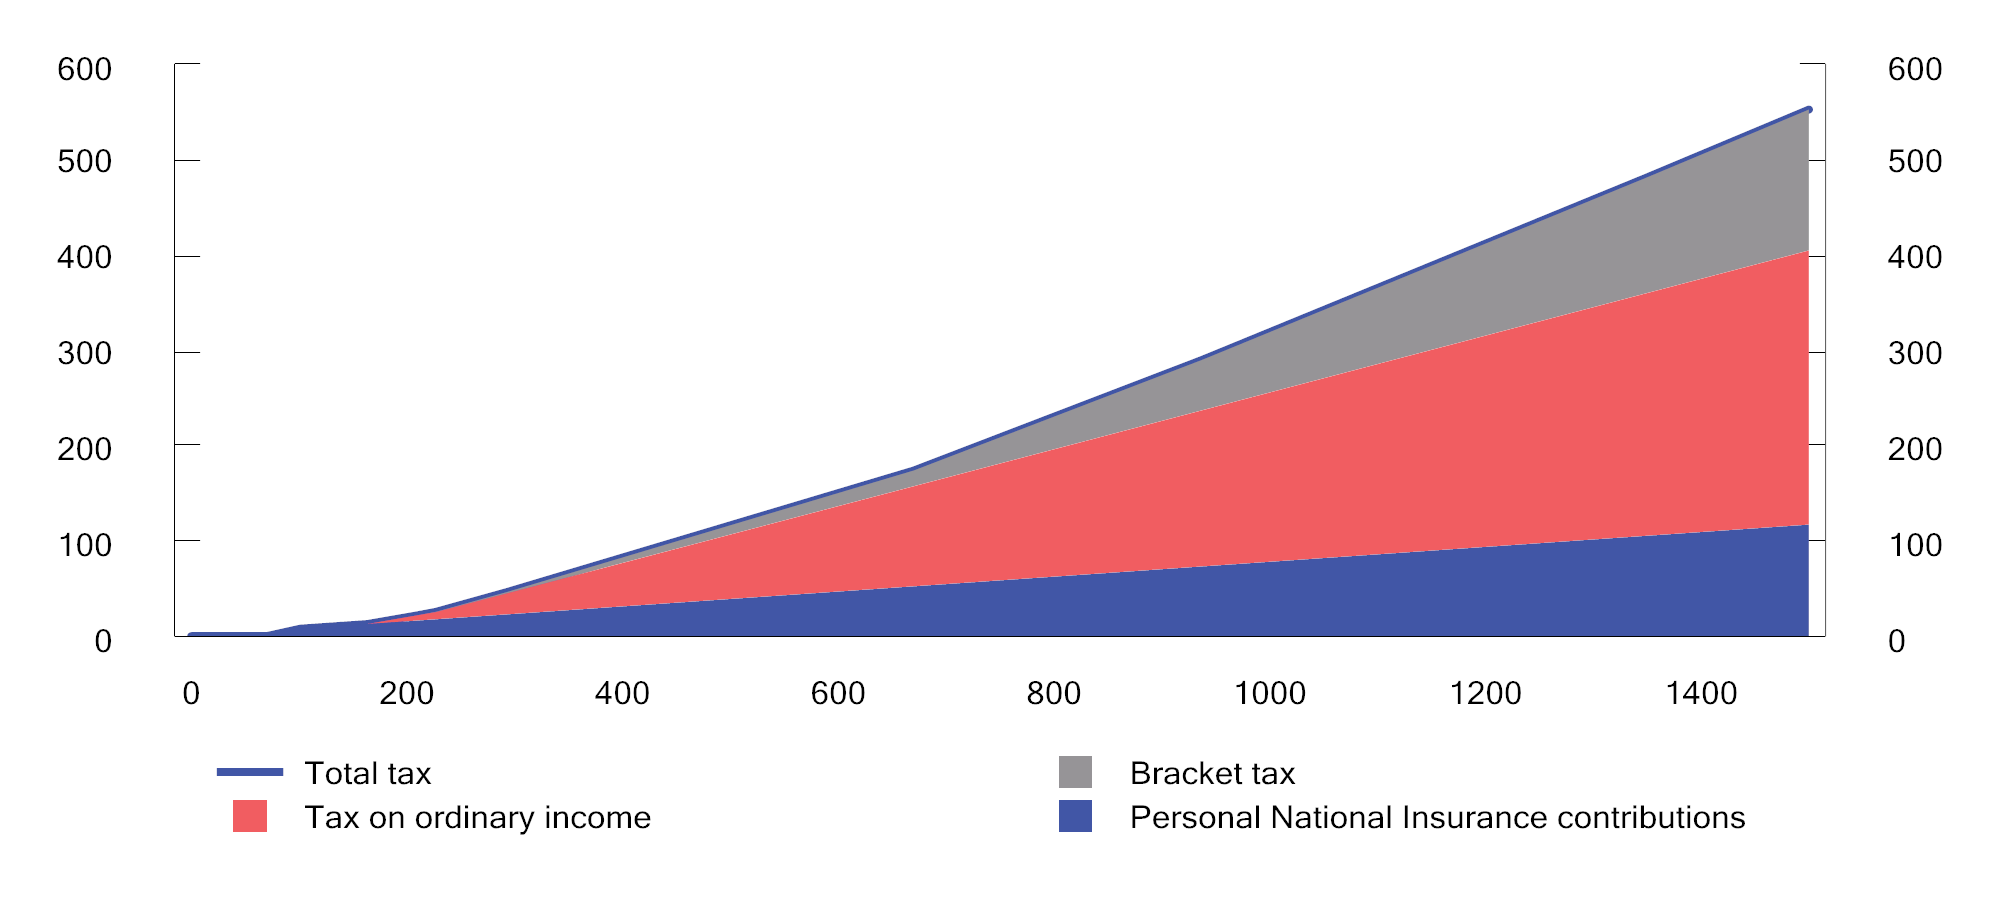 600 600
500 500
400 400
300 300
200 200
100 100
0 0
0 200 400 600 800 1000 1200 1400
Total tax Bracket tax
Tax on ordinary income Personal National Insurance contributions